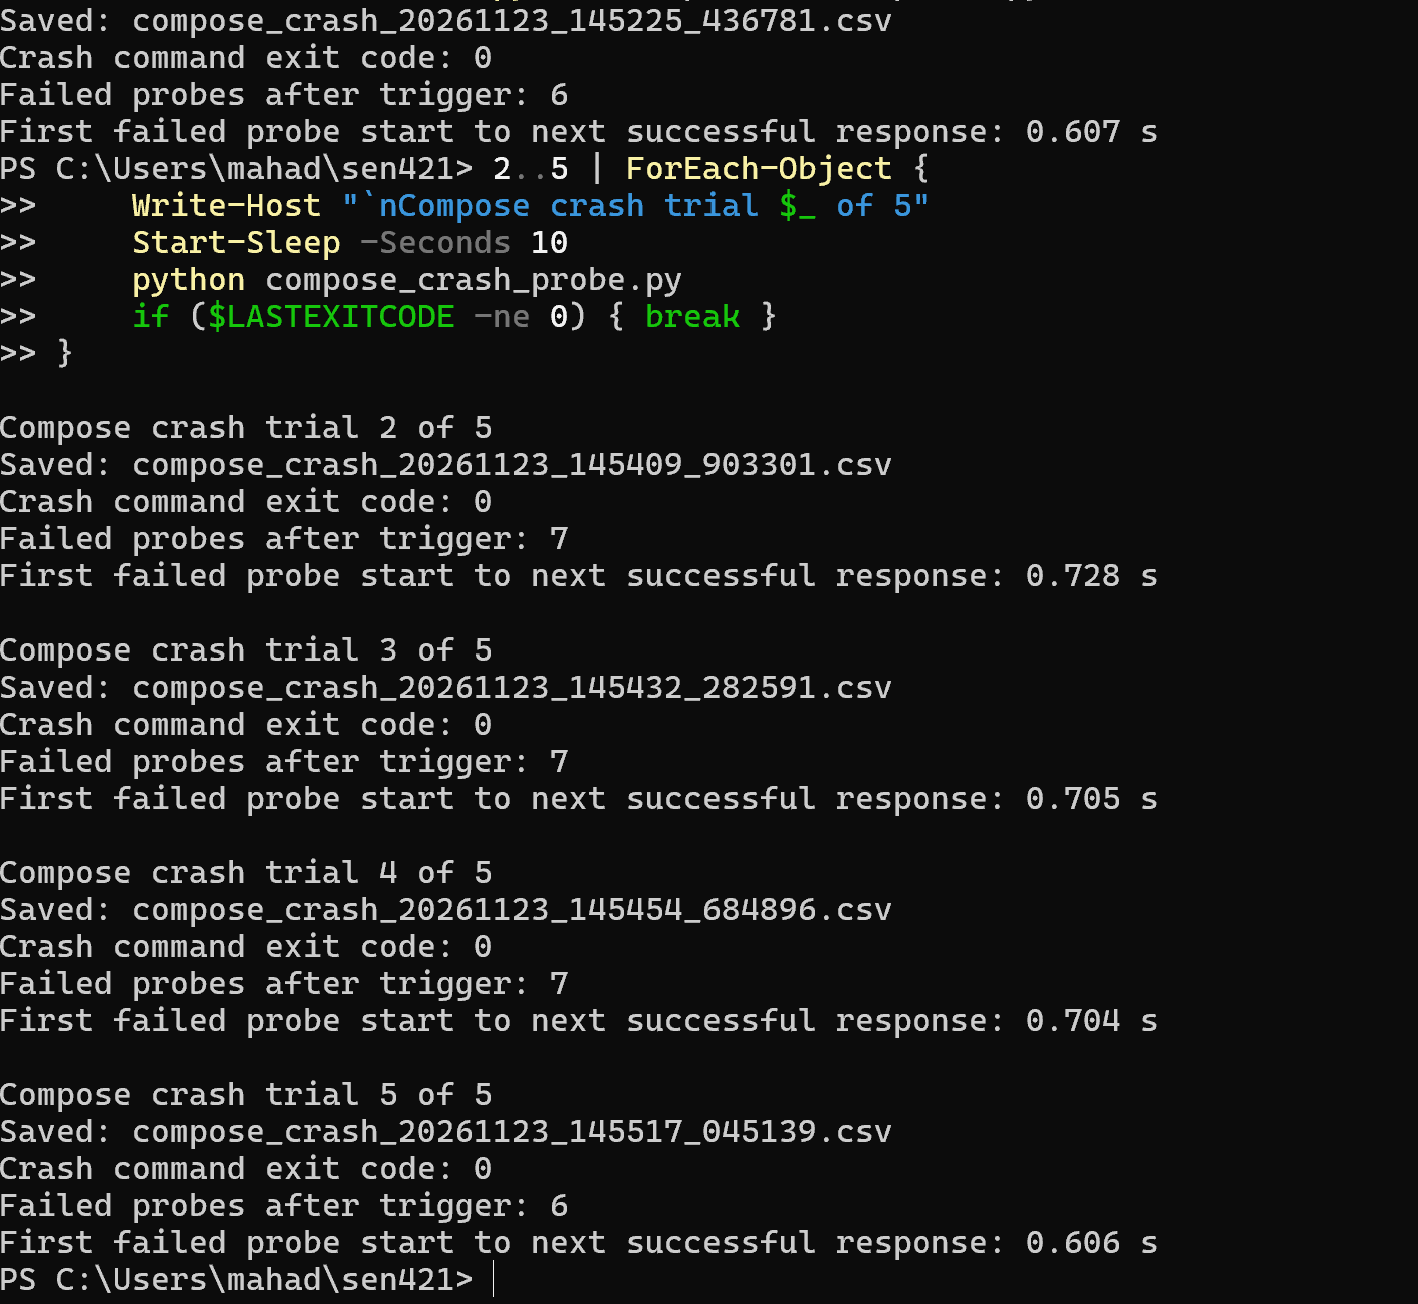 Saved: compose_crash_20261123_145225_436781.csv
Crash command exit code: 0
Failed probes after trigger: 6
First failed probe start to next successful response: 0.607 s
PS C:\Users\mahad\sen421> 2..5 | ForEach-Object {
>>     Write-Host "`nCompose crash trial $_ of 5"
>>     Start-Sleep -Seconds 10
>>     python compose_crash_probe.py
>>     if ($LASTEXITCODE -ne 0) { break }
>> }

Compose crash trial 2 of 5
Saved: compose_crash_20261123_145409_903301.csv
Crash command exit code: 0
Failed probes after trigger: 7
First failed probe start to next successful response: 0.728 s

Compose crash trial 3 of 5
Saved: compose_crash_20261123_145432_282591.csv
Crash command exit code: 0
Failed probes after trigger: 7
First failed probe start to next successful response: 0.705 s

Compose crash trial 4 of 5
Saved: compose_crash_20261123_145454_684896.csv
Crash command exit code: 0
Failed probes after trigger: 7
First failed probe start to next successful response: 0.704 s

Compose crash trial 5 of 5
Saved: compose_crash_20261123_145517_045139.csv
Crash command exit code: 0
Failed probes after trigger: 6
First failed probe start to next successful response: 0.606 s
PS C:\Users\mahad\sen421>